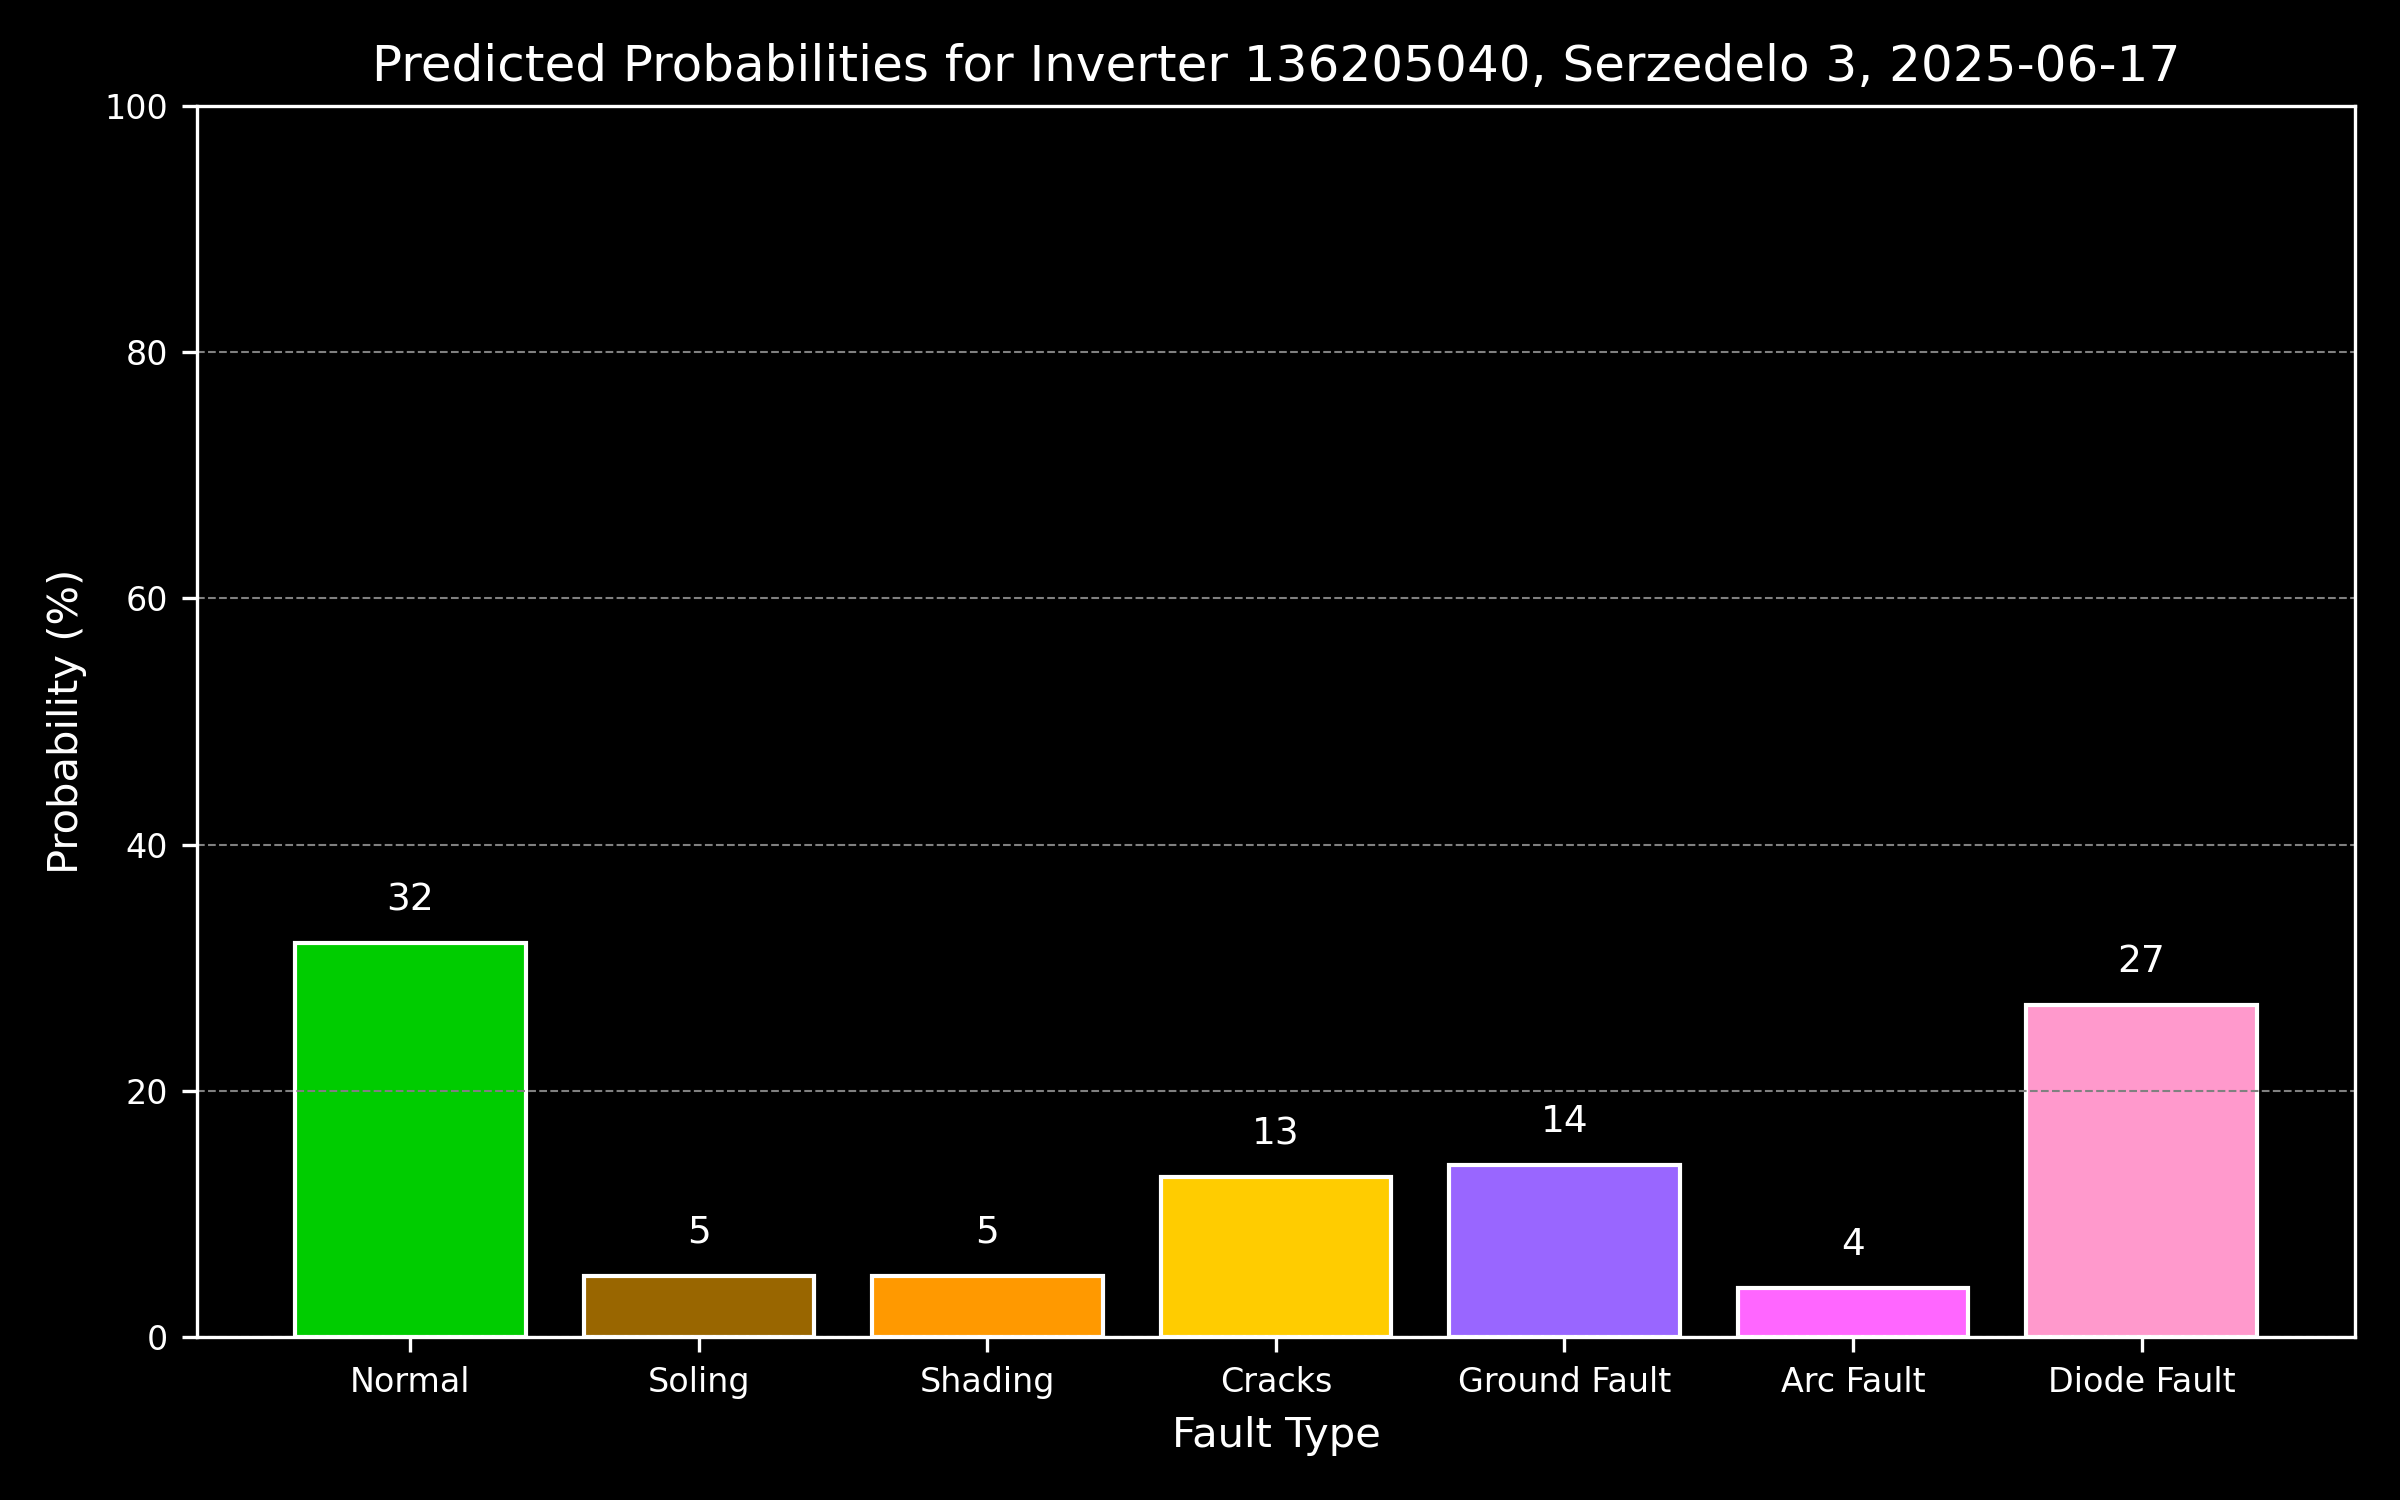 Predicted Probabilities for Inverter 136205040, Serzedelo 3, 2025-06-17
100
80
60
40
20
0
Probability (%)
32
5
5
13
14
4
27
Normal
Soling
Shading
Cracks
Ground Fault
Arc Fault
Diode Fault
Fault Type